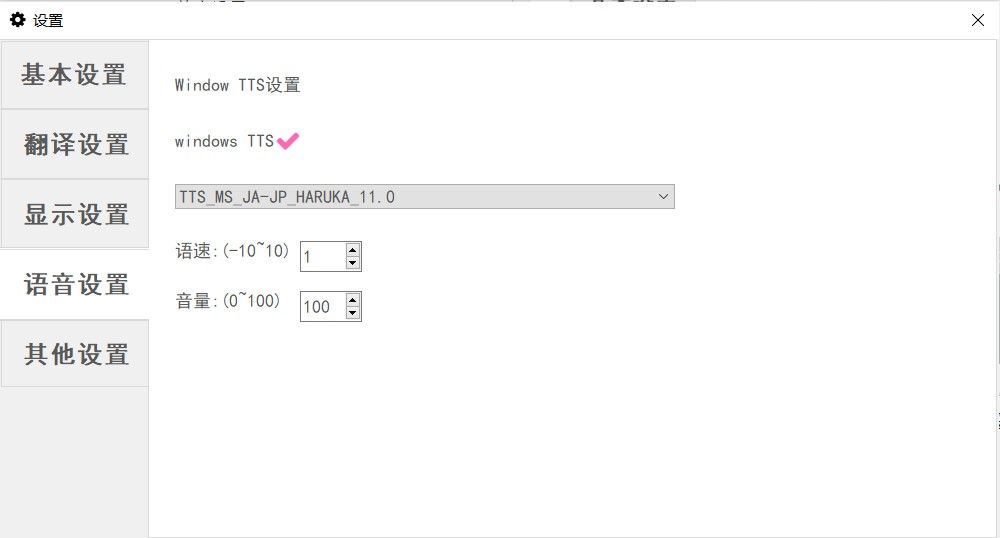 设置
基本设置
翻译设置
显示设置
语音设置
其他设置
Window TTS设置
windows TTS
TTS_MS_JA-JP_HARUKA_11.0
语速:(-10~10) 1
音量:(0~100) 100